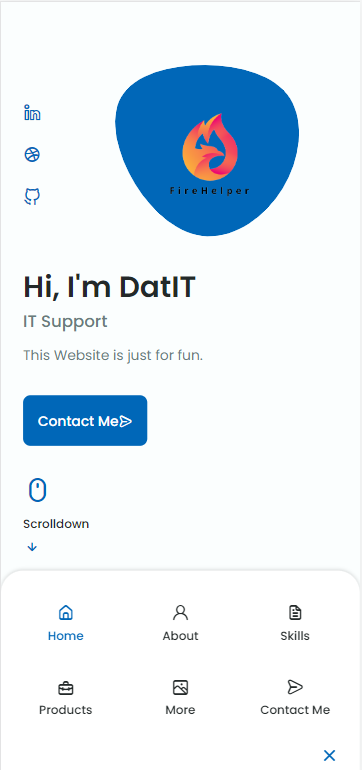 FireHelper
Hi, I'm DatIT
IT Support
This Website is just for fun.
Contact Me
Scrolldown
Home
About
Skills
Products
More
Contact Me